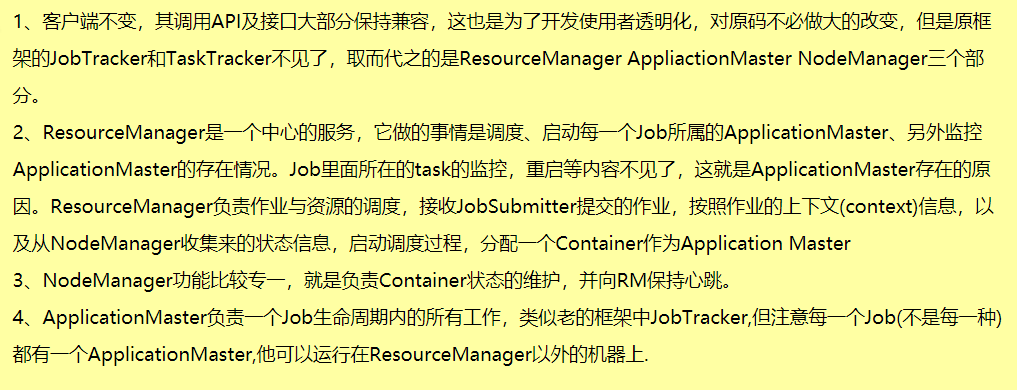 1、客户端不变，其调用API及接口大部分保持兼容，这也是为了开发使用者透明化，对原码不必做大的改变，但是原框
架的JobTracker和TaskTracker不见了，取而代之的是ResourceManager AppliactionMaster NodeManager三个部
分。
2、ResourceManager是一个中心的服务，它做的事情是调度、启动每一个Job所属的ApplicationMaster、另外监控
ApplicationMaster的存在情况。Job里面所在的task的监控，重启等内容不见了，这就是ApplicationMaster存在的原
因。ResourceManager负责作业与资源的调度，接收JobSubmitter提交的作业，按照作业的上下文(context)信息，以
及从NodeManager收集来的状态信息，启动调度过程，分配一个Container作为Application Master
3、NodeManager功能比较专一，就是负责Container状态的维护，并向RM保持心跳。
4、ApplicationMaster负责一个Job生命周期内的所有工作，类似老的框架中JobTracker,但注意每一个Job(不是每一种)
都有一个ApplicationMaster,他可以运行在ResourceManager以外的机器上.